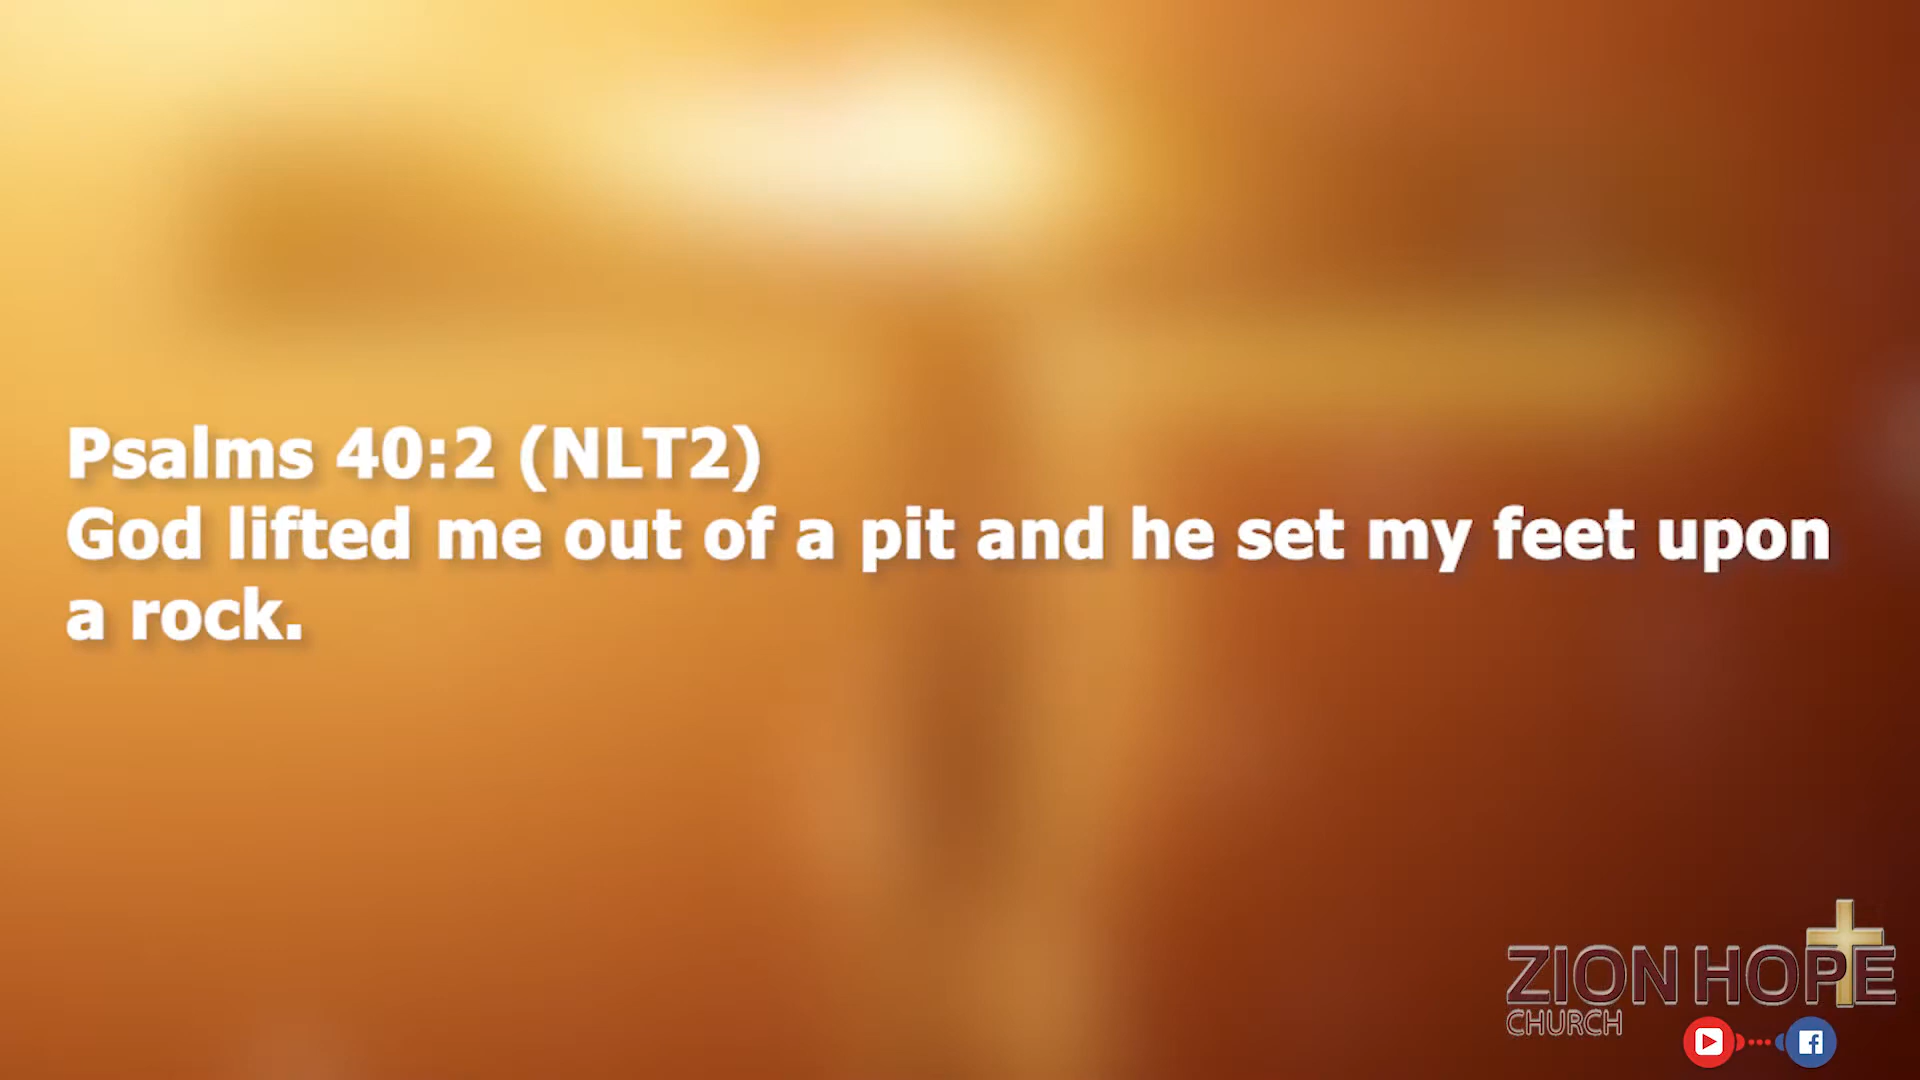 Psalms 40:2 (NLT2)
God lifted me out of a pit and he set my feet upon
a rock.
ZION HOPE
CHURCH